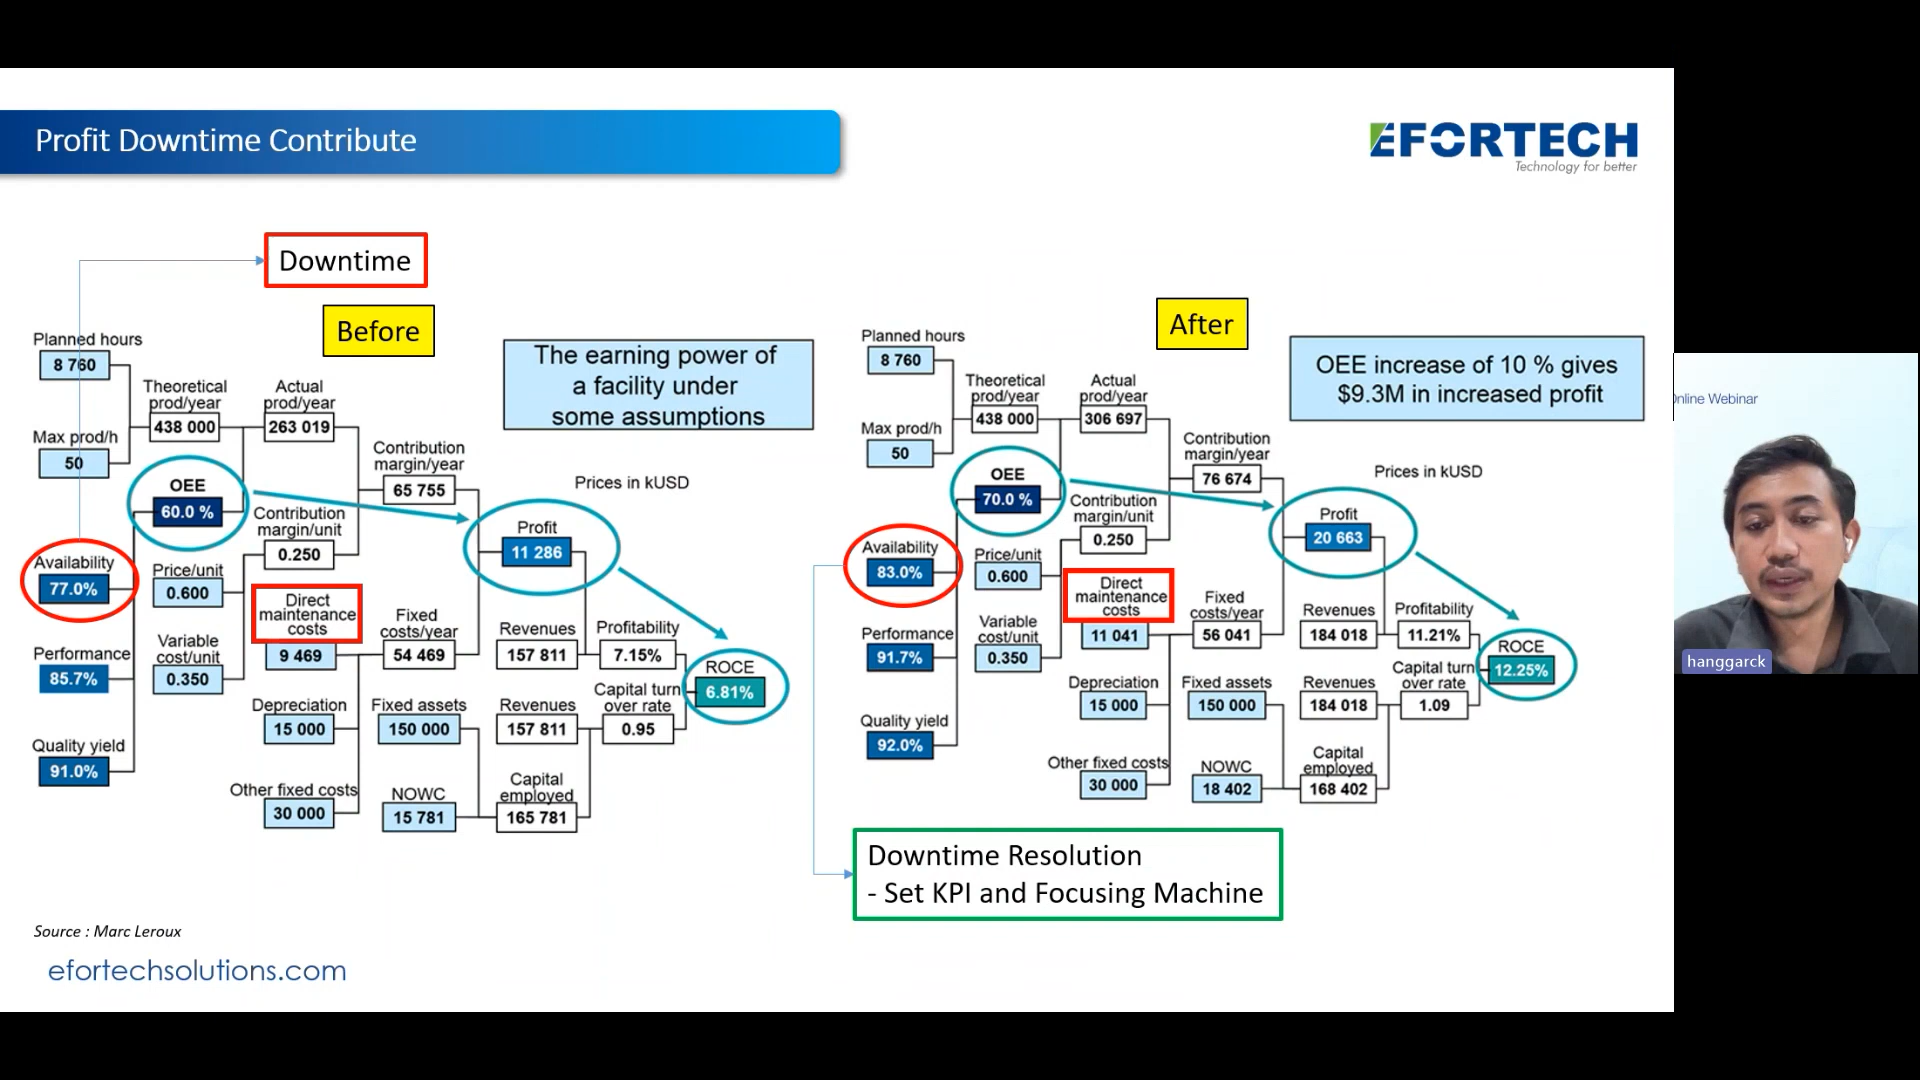 Profit Downtime Contribute
EFORTECH
Technology for better
Downtime
Before
The earning power of
a facility under
some assumptions
Planned hours
8 760
Theoretical
prod/year
438 000
Actual
prod/year
263 019
Max prod/h
50
Contribution
margin/year
65 755
Prices in kUSD
OEE
60.0 %
Contribution
margin/unit
0.250
Profit
11 286
Availability
77.0%
Price/unit
0.600
Direct
maintenance
costs
9 469
Fixed
costs/year
54 469
Revenues
157 811
Profitability
7.15%
Performance
85.7%
Variable
cost/unit
0.350
ROCE
6.81%
Depreciation
15 000
Fixed assets
150 000
Revenues
157 811
Capital turn
over rate
0.95
Quality yield
91.0%
Other fixed costs
30 000
NOWC
15 781
Capital
employed
165 781
After
OEE increase of 10 % gives
$9.3M in increased profit
Planned hours
8 760
Theoretical
prod/year
438 000
Actual
prod/year
306 697
Max prod/h
50
Contribution
margin/year
76 674
Prices in kUSD
OEE
70.0 %
Contribution
margin/unit
0.250
Profit
20 663
Availability
83.0%
Price/unit
0.600
Direct
maintenance
costs
11 041
Fixed
costs/year
56 041
Revenues
184 018
Profitability
11.21%
Performance
91.7%
Variable
cost/unit
0.350
ROCE
12.25%
Depreciation
15 000
Fixed assets
150 000
Revenues
184 018
Capital turn
over rate
1.09
Quality yield
92.0%
Other fixed costs
30 000
NOWC
18 402
Capital
employed
168 402
Downtime Resolution
- Set KPI and Focusing Machine
Source : Marc Leroux
efortechsolutions.com
Online Webinar
hanggarck